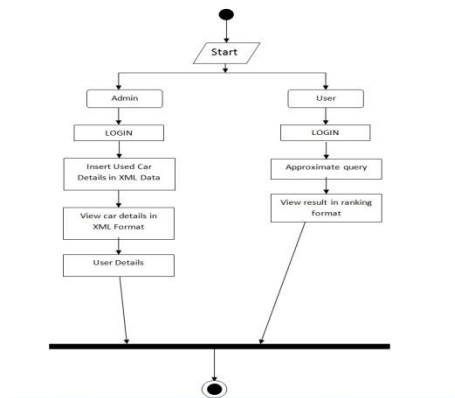 Start
Admin
LOGIN
Insert Used Car
Details in XML Data
View car details in
XML Format
User Details
User
LOGIN
Approximate query
View result in ranking
format